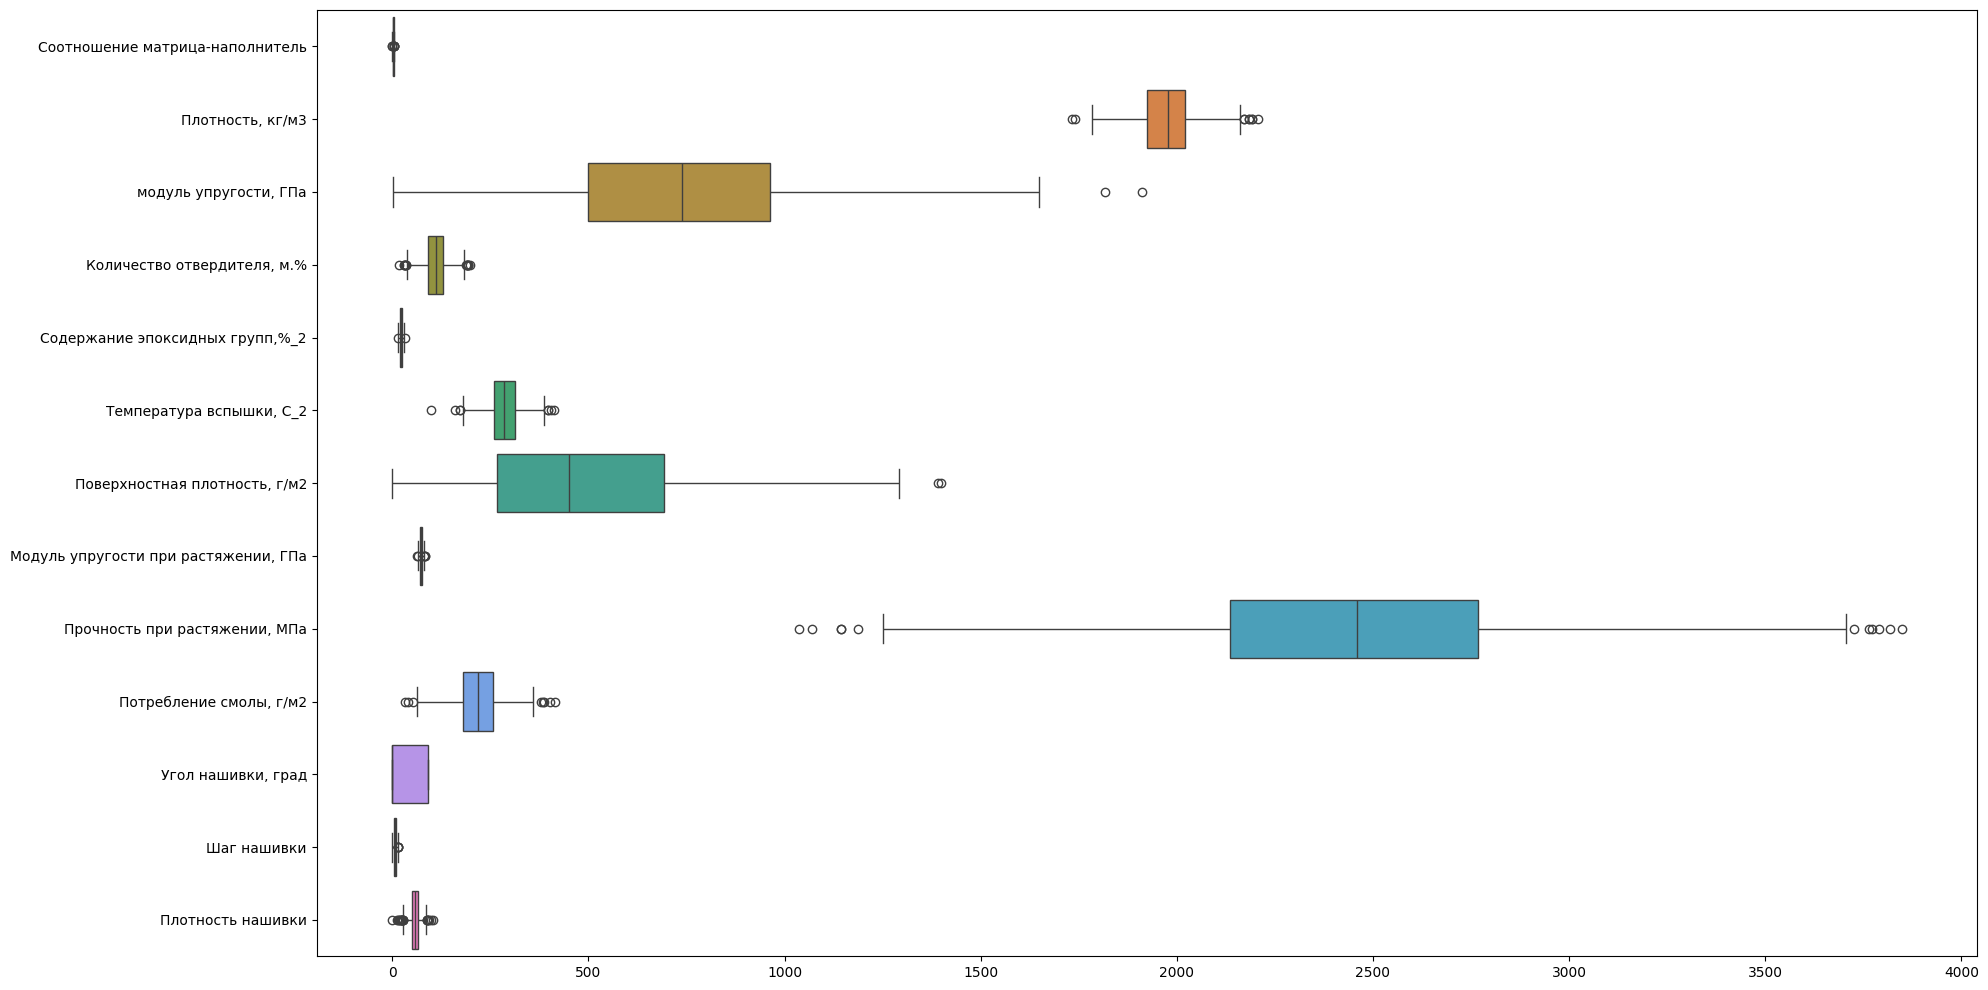 Соотношение матрица-наполнитель
Плотность, кг/м3
модуль упругости, ГПа
Количество отвердителя, м.%
Содержание эпоксидных групп,%_2
Температура вспышки, С_2
Поверхностная плотность, г/м2
Модуль упругости при растяжении, ГПа
Прочность при растяжении, МПа
Потребление смолы, г/м2
Угол нашивки, град
Шаг нашивки
Плотность нашивки
0 500 1000 1500 2000 2500 3000 3500 4000